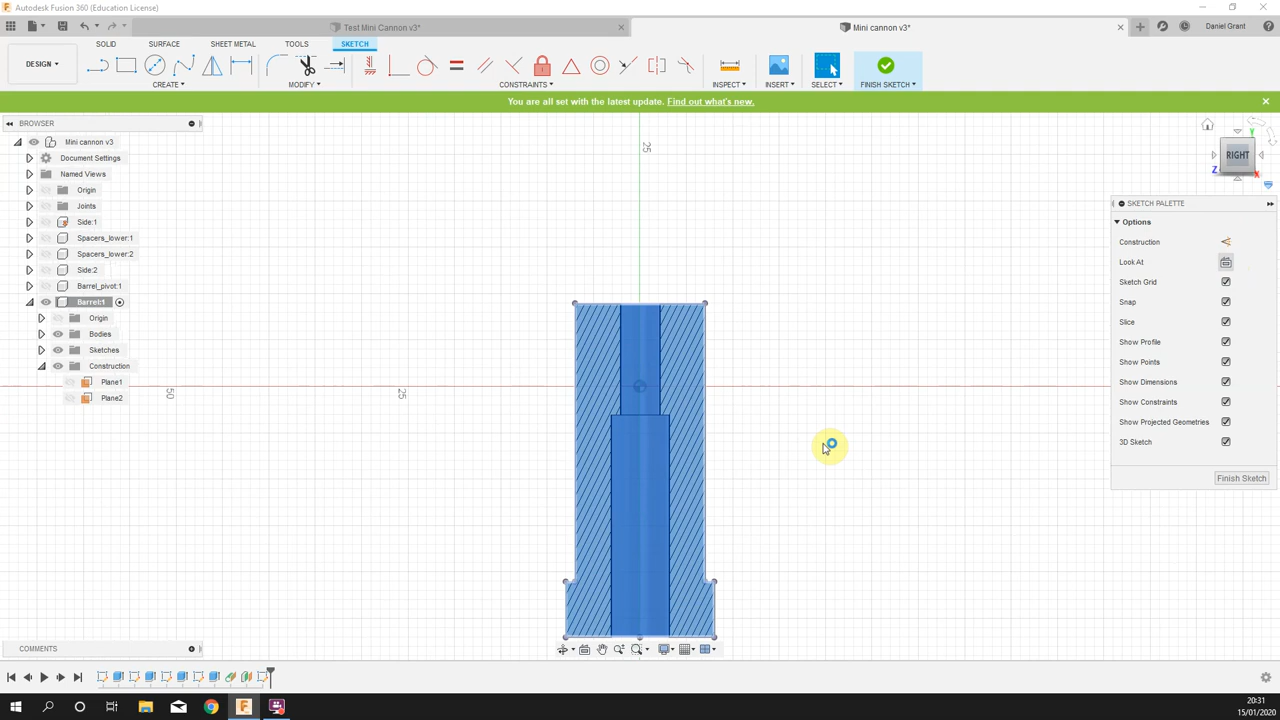 Autodesk Fusion 360 (Education License)
Test Mini Cannon v3*
Mini cannon v3*
Daniel Grant
DESIGN
SOLID
SURFACE
SHEET METAL
TOOLS
SKETCH
CREATE
MODIFY
CONSTRAINTS
INSPECT
INSERT
SELECT
FINISH SKETCH
You are all set with the latest update. Find out what's new.
BROWSER
Mini cannon v3
Document Settings
Named Views
Origin
Joints
Side:1
Spacers_lower:1
Spacers_lower:2
Side:2
Barrel_pivot:1
Barrel:1
Origin
Bodies
Sketches
Construction
Plane1
Plane2
25
50
25
RIGHT
Y
Z
X
SKETCH PALETTE
Options
Construction
Look At
Sketch Grid
Snap
Slice
Show Profile
Show Points
Show Dimensions
Show Constraints
Show Projected Geometries
3D Sketch
Finish Sketch
COMMENTS
20:31
15/01/2020